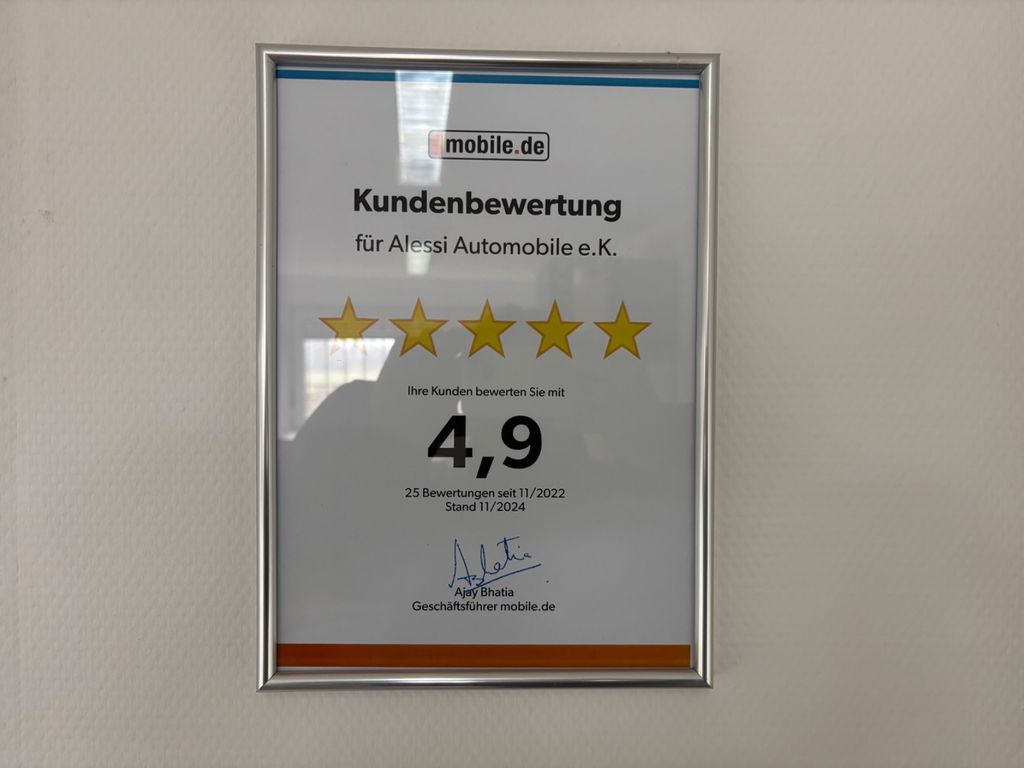 mobile.de
Kundenbewertung
für Alessi Automobile e.K.
Ihre Kunden bewerten Sie mit
4,9
25 Bewertungen seit 11/2022
Stand 11/2024
ABhatia
Ajay Bhatia
Geschäftsführer mobile.de